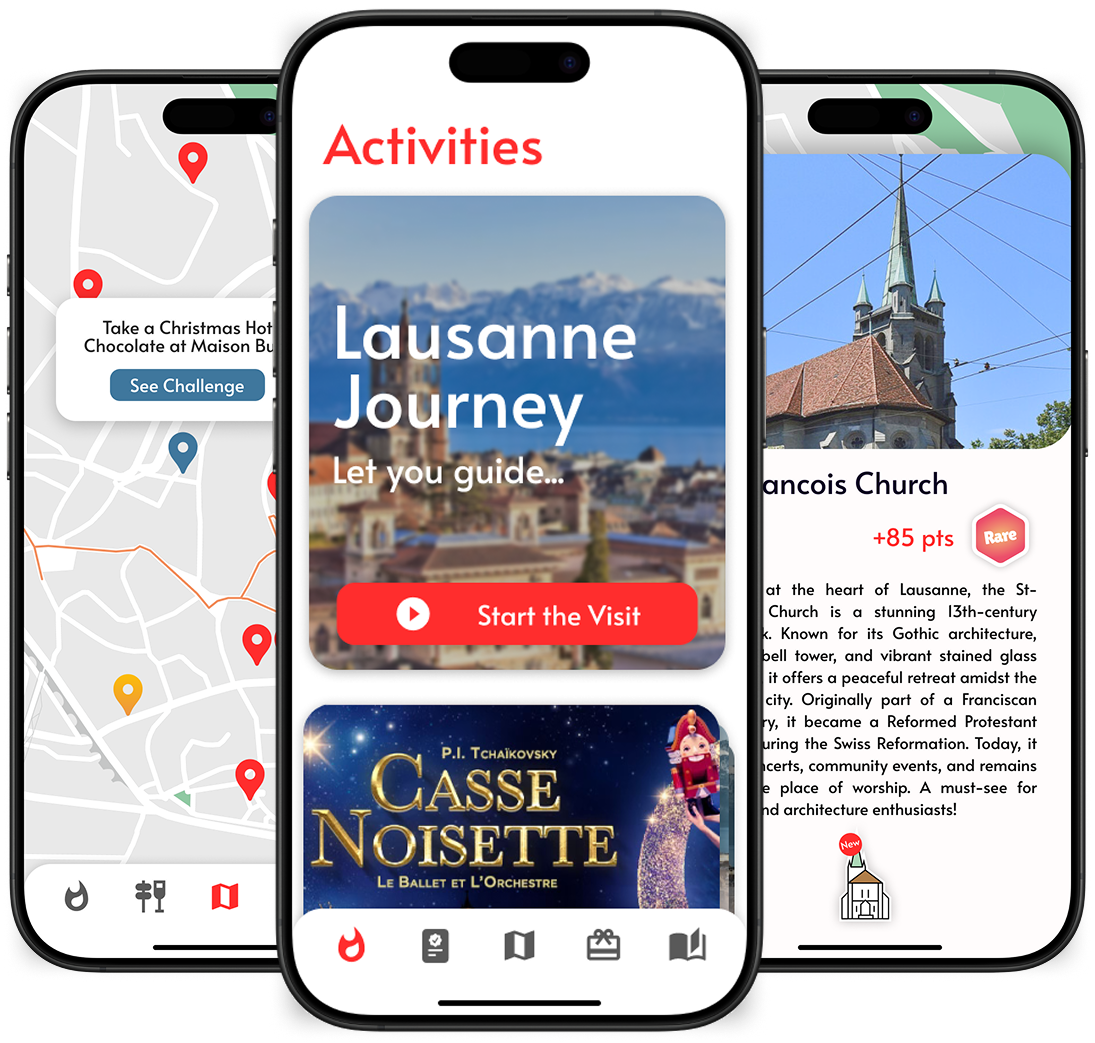 Take a Christmas Hot
Chocolate at Maison Bu
See Challenge
Activities
Lausanne
Journey
Let you guide...
Start the Visit
P.I. Tchaïkovsky
Casse
Noisette
Le Ballet et L'Orchestre
ancois Church
+85 pts
Rare
at the heart of Lausanne, the St-
Church is a stunning 13th-century
k. Known for its Gothic architecture,
bell tower, and vibrant stained glass
it offers a peaceful retreat amidst the
city. Originally part of a Franciscan
ry, it became a Reformed Protestant
uring the Swiss Reformation. Today, it
ncerts, community events, and remains
e place of worship. A must-see for
nd architecture enthusiasts!
New